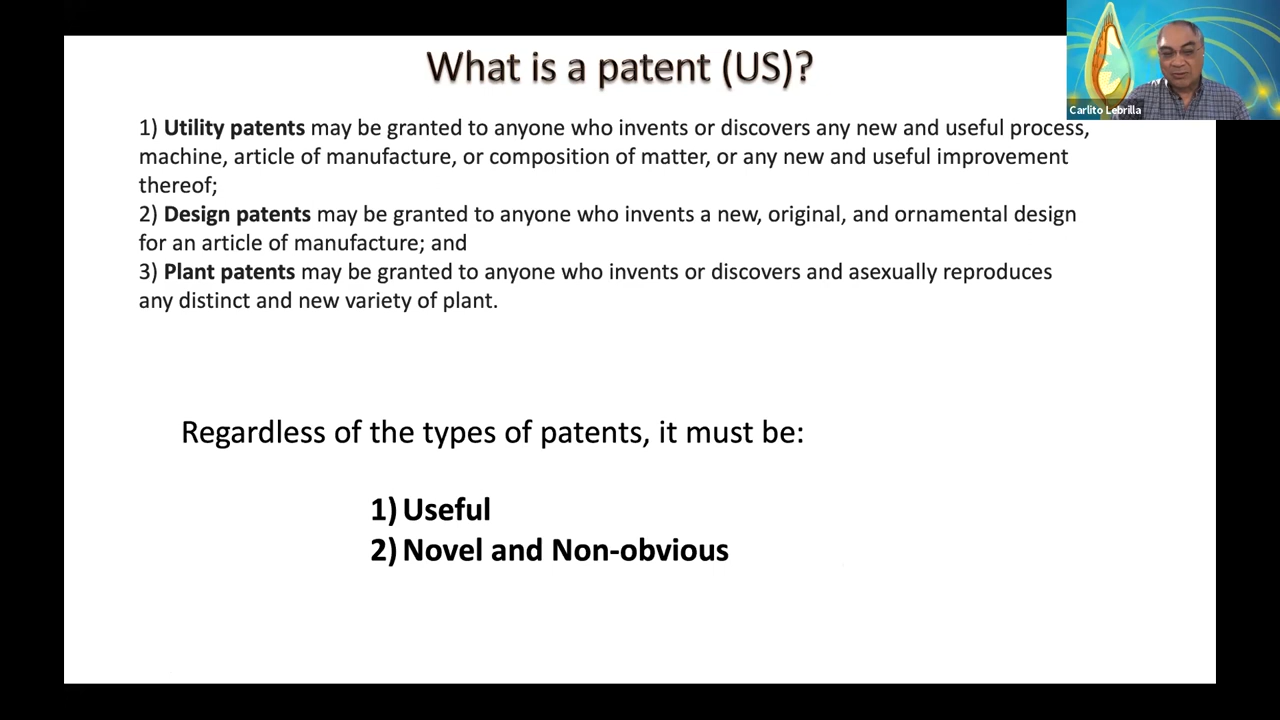 What is a patent (US)?
Carlito Lebrilla
1) Utility patents may be granted to anyone who invents or discovers any new and useful process,
machine, article of manufacture, or composition of matter, or any new and useful improvement
thereof;
2) Design patents may be granted to anyone who invents a new, original, and ornamental design
for an article of manufacture; and
3) Plant patents may be granted to anyone who invents or discovers and asexually reproduces
any distinct and new variety of plant.
Regardless of the types of patents, it must be:
1) Useful
2) Novel and Non-obvious